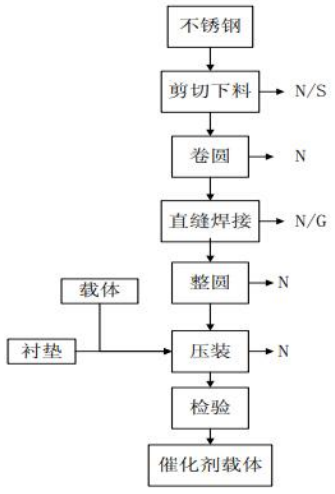 不锈钢
剪切下料 N/S
卷圆 N
直缝焊接 N/G
整圆 N
载体
衬垫 压装 N
检验
催化剂载体